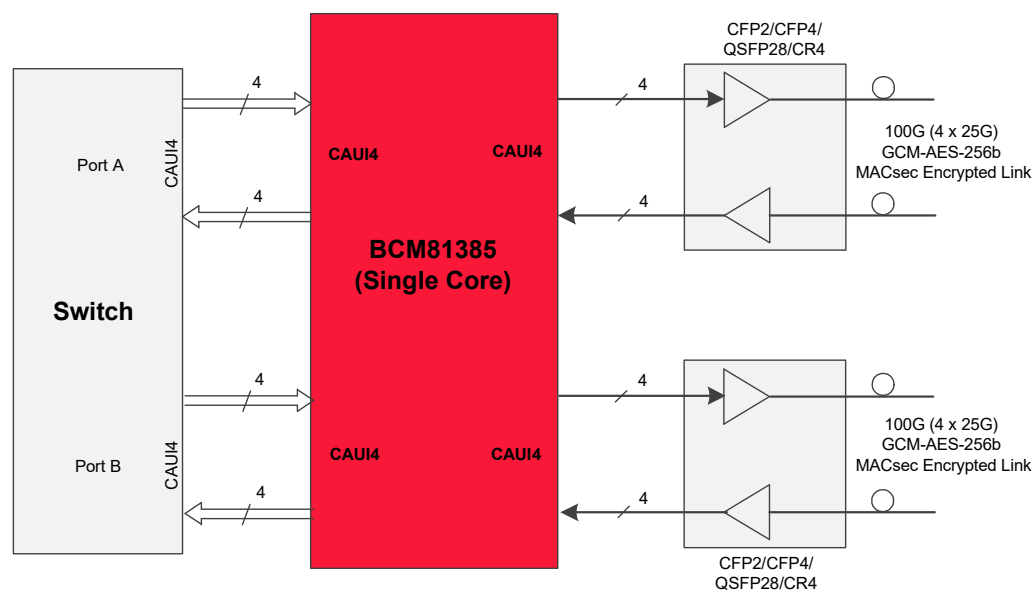 CFP2/CFP4/
QSFP28/CR4
4
4
4
Port A
CAUI4
CAUI4
CAUI4
100G (4 x 25G)
GCM-AES-256b
MACsec Encrypted Link
4
BCM81385
(Single Core)
Switch
4
4
Port B
CAUI4
CAUI4
CAUI4
100G (4 x 25G)
GCM-AES-256b
MACsec Encrypted Link
4
4
CFP2/CFP4/
QSFP28/CR4